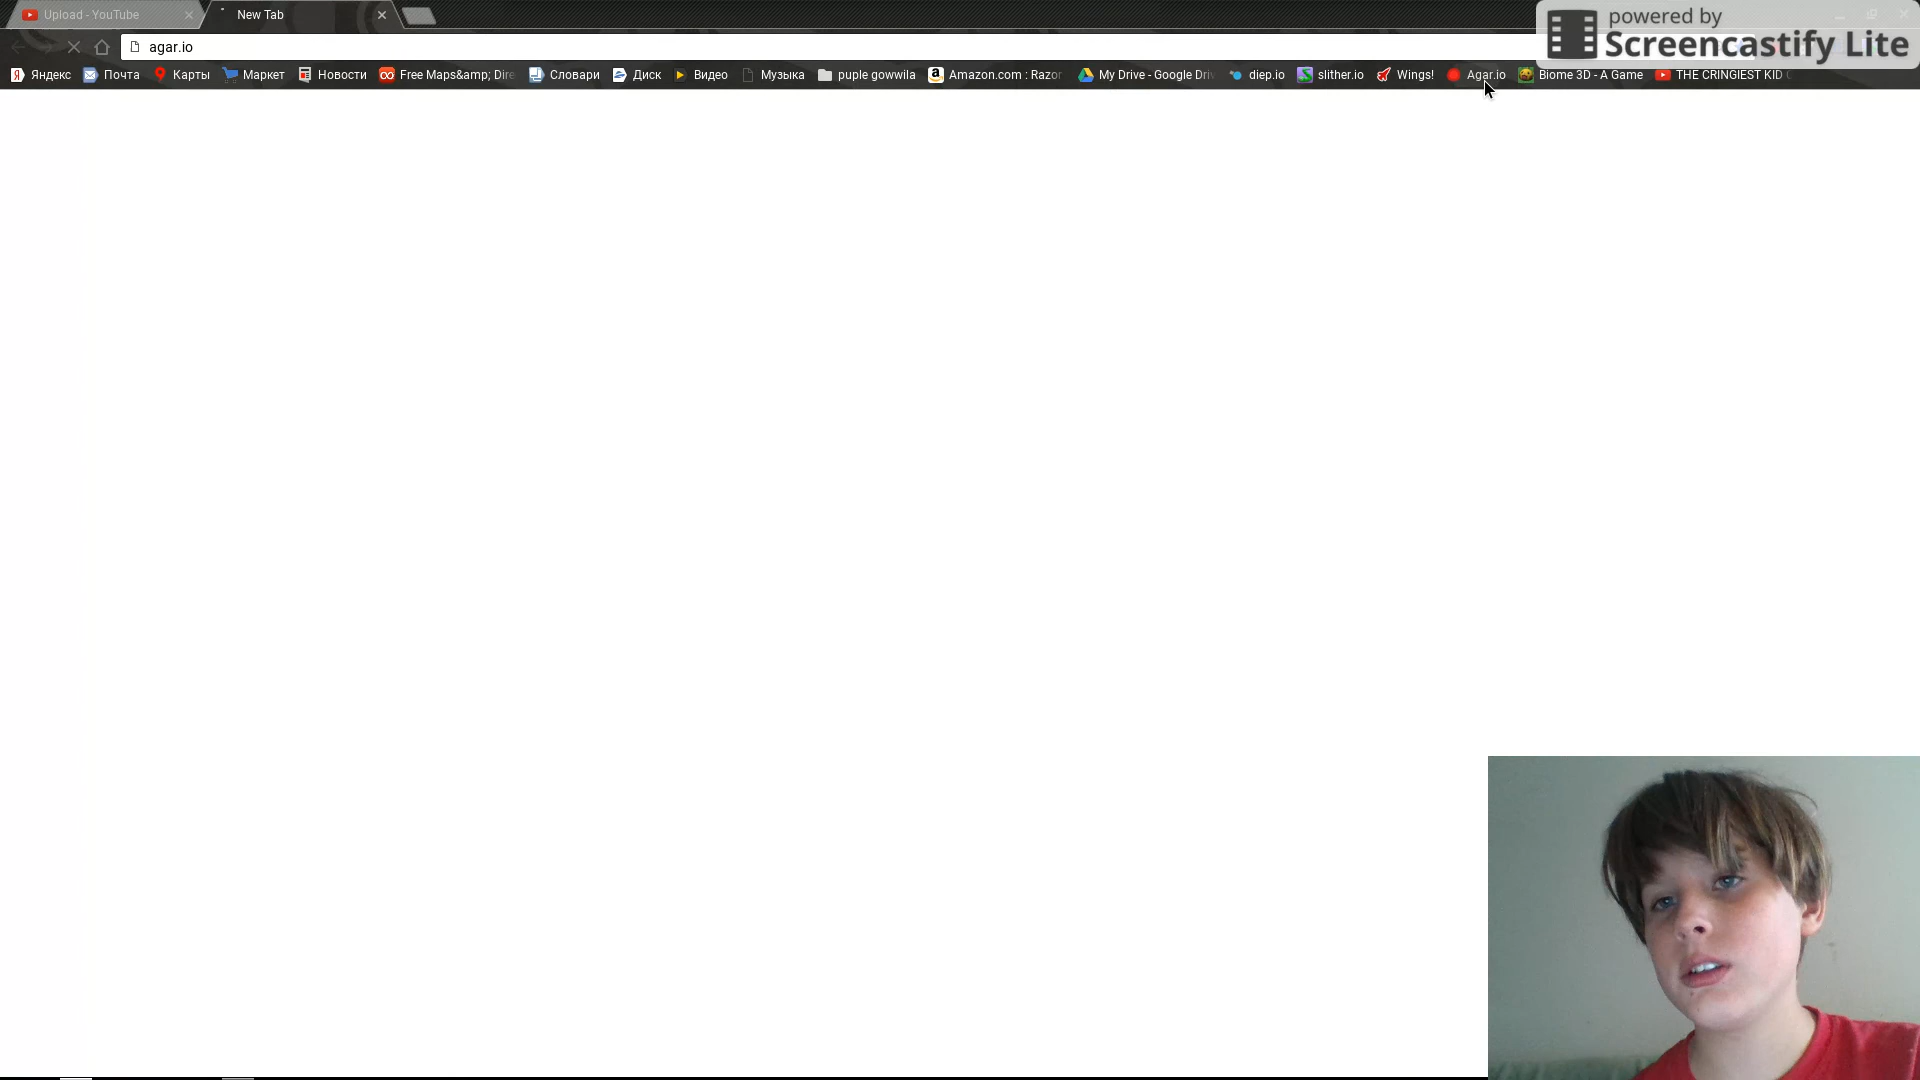 Upload - YouTube
New Tab
powered by
Screencastify Lite
agar.io
Яндекс Почта Карты Маркет Новости Free Maps&amp; Dire Словари Диск Видео Музыка puple gowwila Amazon.com : Razor My Drive - Google Driv diep.io slither.io Wings! Agar.io Biome 3D - A Game THE CRINGIEST KID